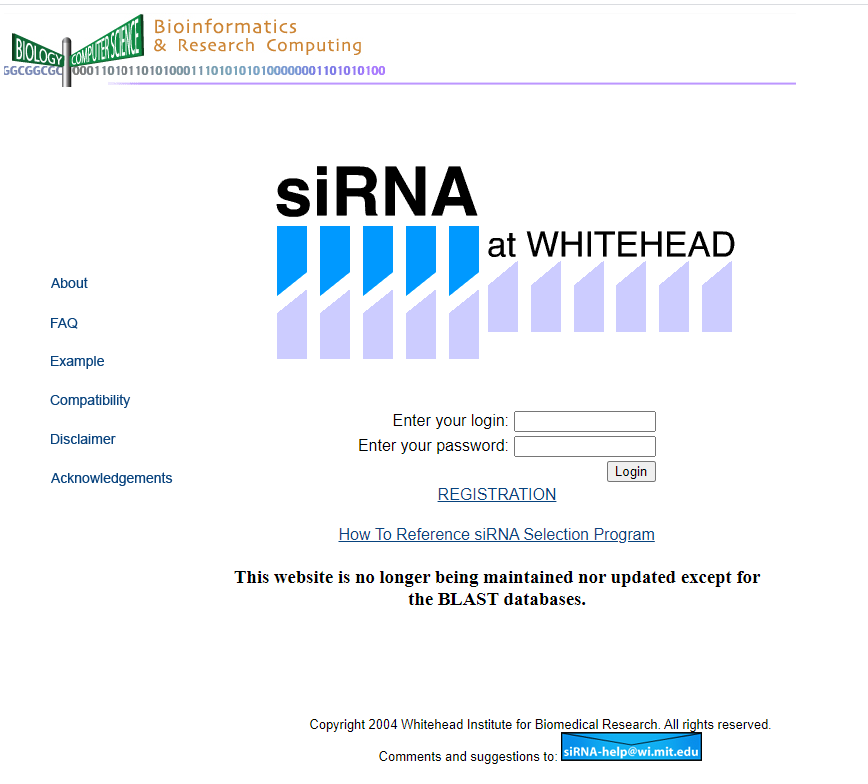 BIOLOGY COMPUTER SCIENCE
Bioinformatics
& Research Computing
siRNA
at WHITEHEAD
About
FAQ
Example
Compatibility
Disclaimer
Acknowledgements
Enter your login:
Enter your password:
Login
REGISTRATION
How To Reference siRNA Selection Program
This website is no longer being maintained nor updated except for
the BLAST databases.
Copyright 2004 Whitehead Institute for Biomedical Research. All rights reserved.
Comments and suggestions to: siRNA-help@wi.mit.edu